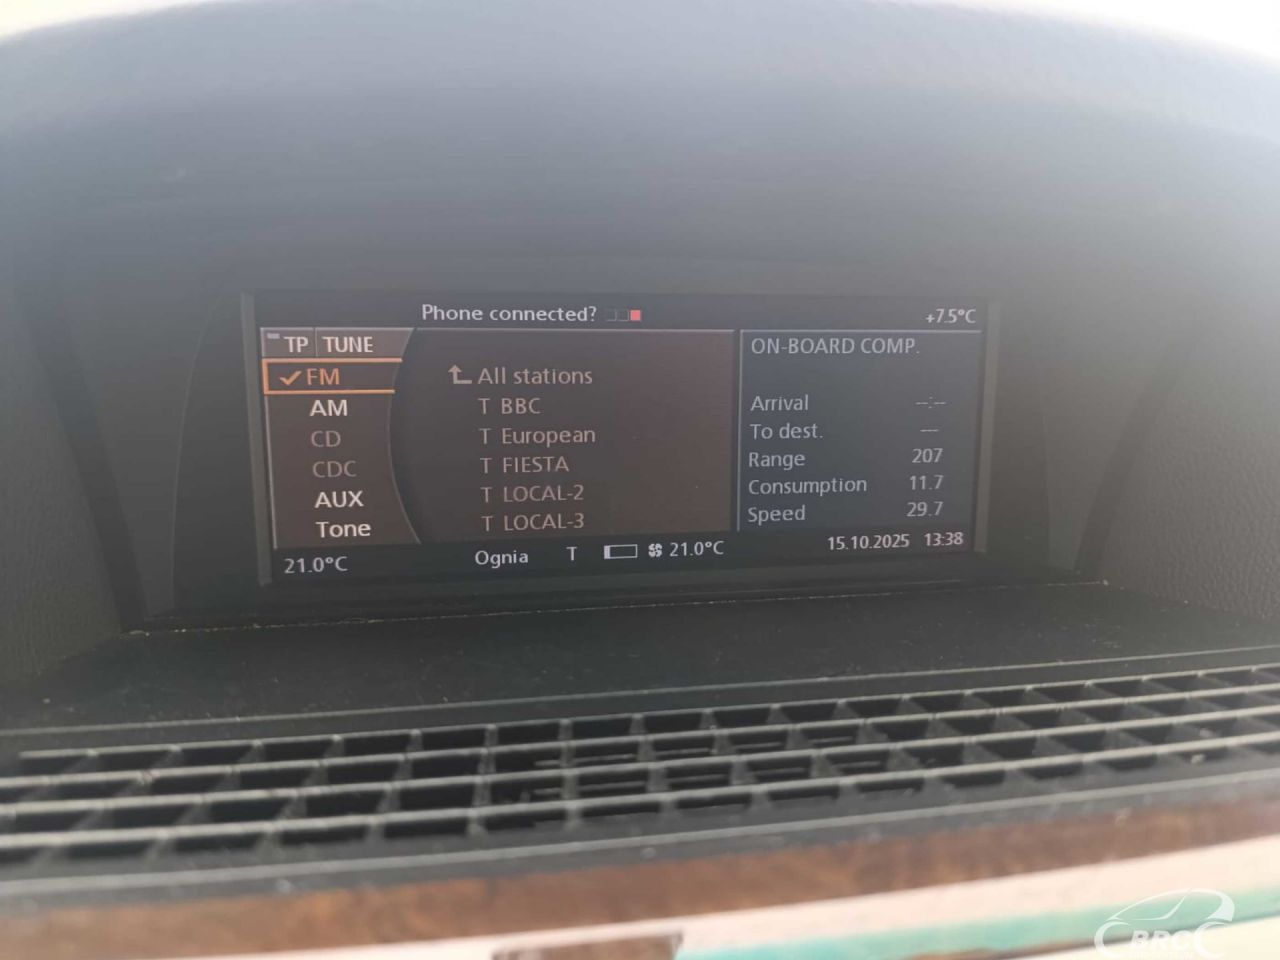 Phone connected?
+7.5°C
TP TUNE
FM
AM
CD
CDC
AUX
Tone
All stations
T BBC
T European
T FIESTA
T LOCAL-2
T LOCAL-3
ON-BOARD COMP.
Arrival --:--
To dest. ---
Range 207
Consumption 11.7
Speed 29.7
21.0°C
Ognia T
21.0°C
15.10.2025 13:38
BRC